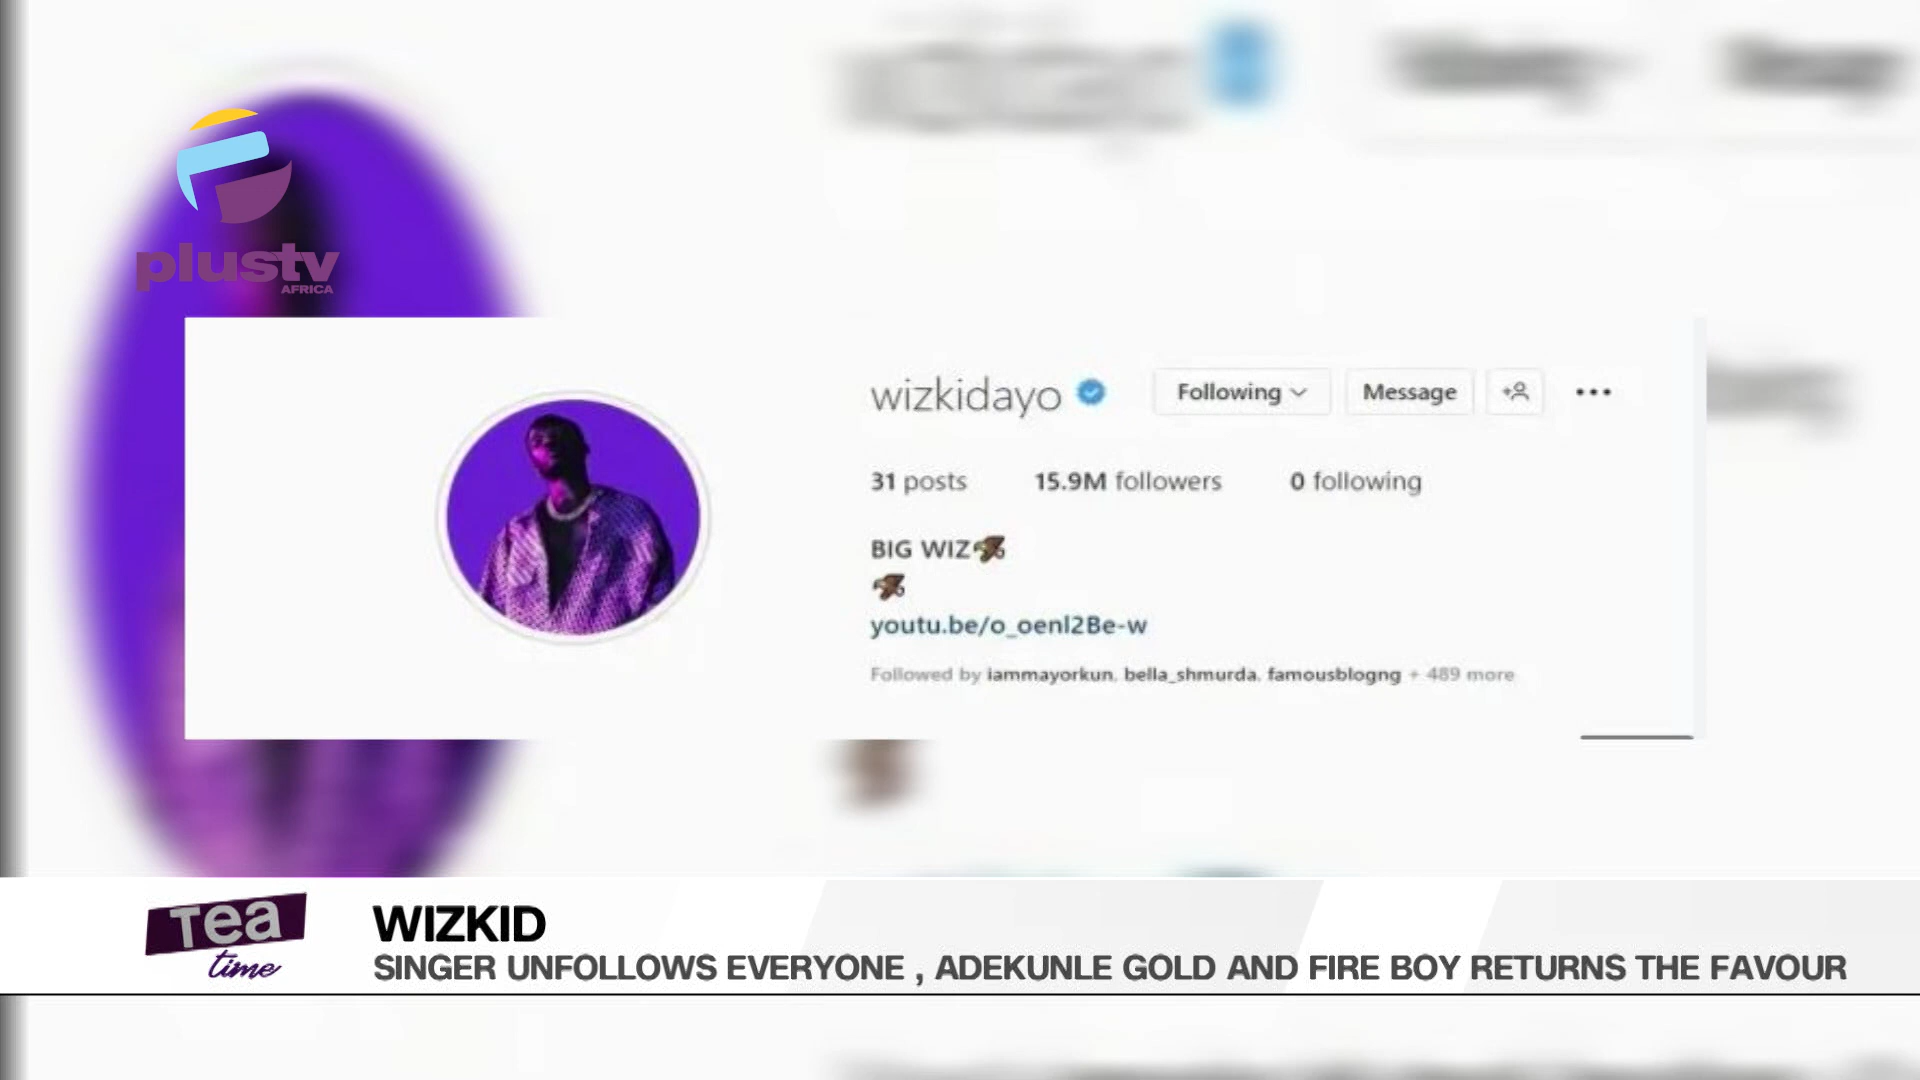 plustv
AFRICA
wizkidayo Following Message
31 posts 15.9M followers 0 following
BIG WIZ
youtu.be/o_oenl2Be-w
Followed by iammayorkun, bella_shmurda, famousblogng + 489 more
Tea
time
WIZKID
SINGER UNFOLLOWS EVERYONE , ADEKUNLE GOLD AND FIRE BOY RETURNS THE FAVOUR